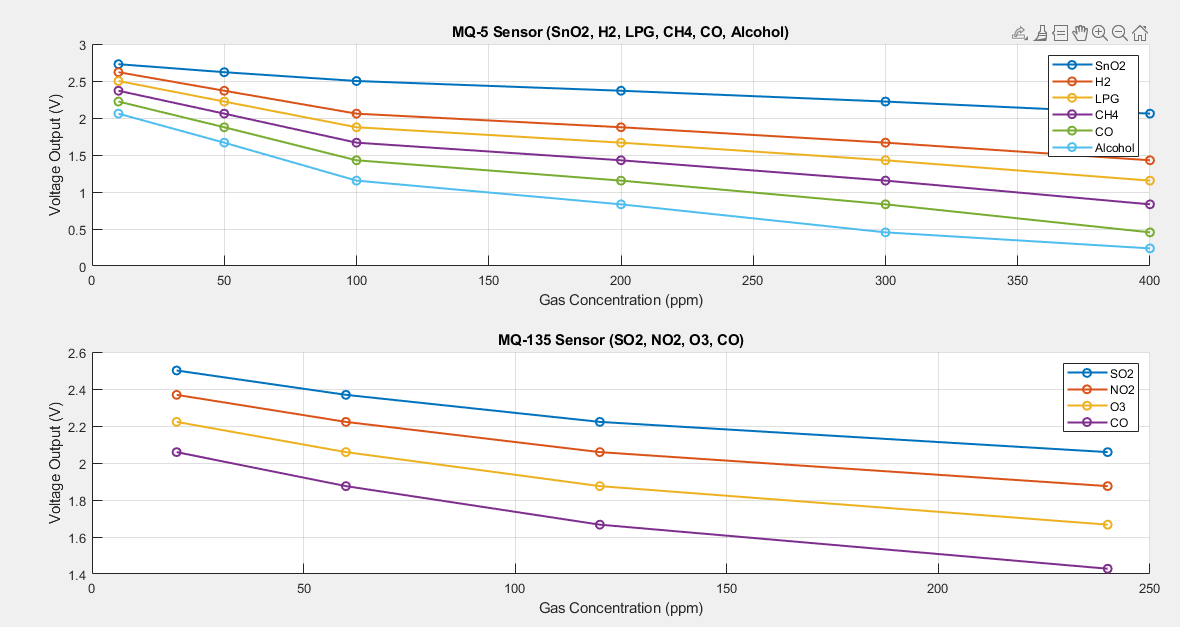 MQ-5 Sensor (SnO2, H2, LPG, CH4, CO, Alcohol)
3
2.5
2
1.5
1
0.5
0
Voltage Output (V)
SnO2
H2
LPG
CH4
CO
Alcohol
0 50 100 150 200 250 300 350 400
Gas Concentration (ppm)
MQ-135 Sensor (SO2, NO2, O3, CO)
2.6
2.4
2.2
2
1.8
1.6
1.4
Voltage Output (V)
SO2
NO2
O3
CO
0 50 100 150 200 250
Gas Concentration (ppm)